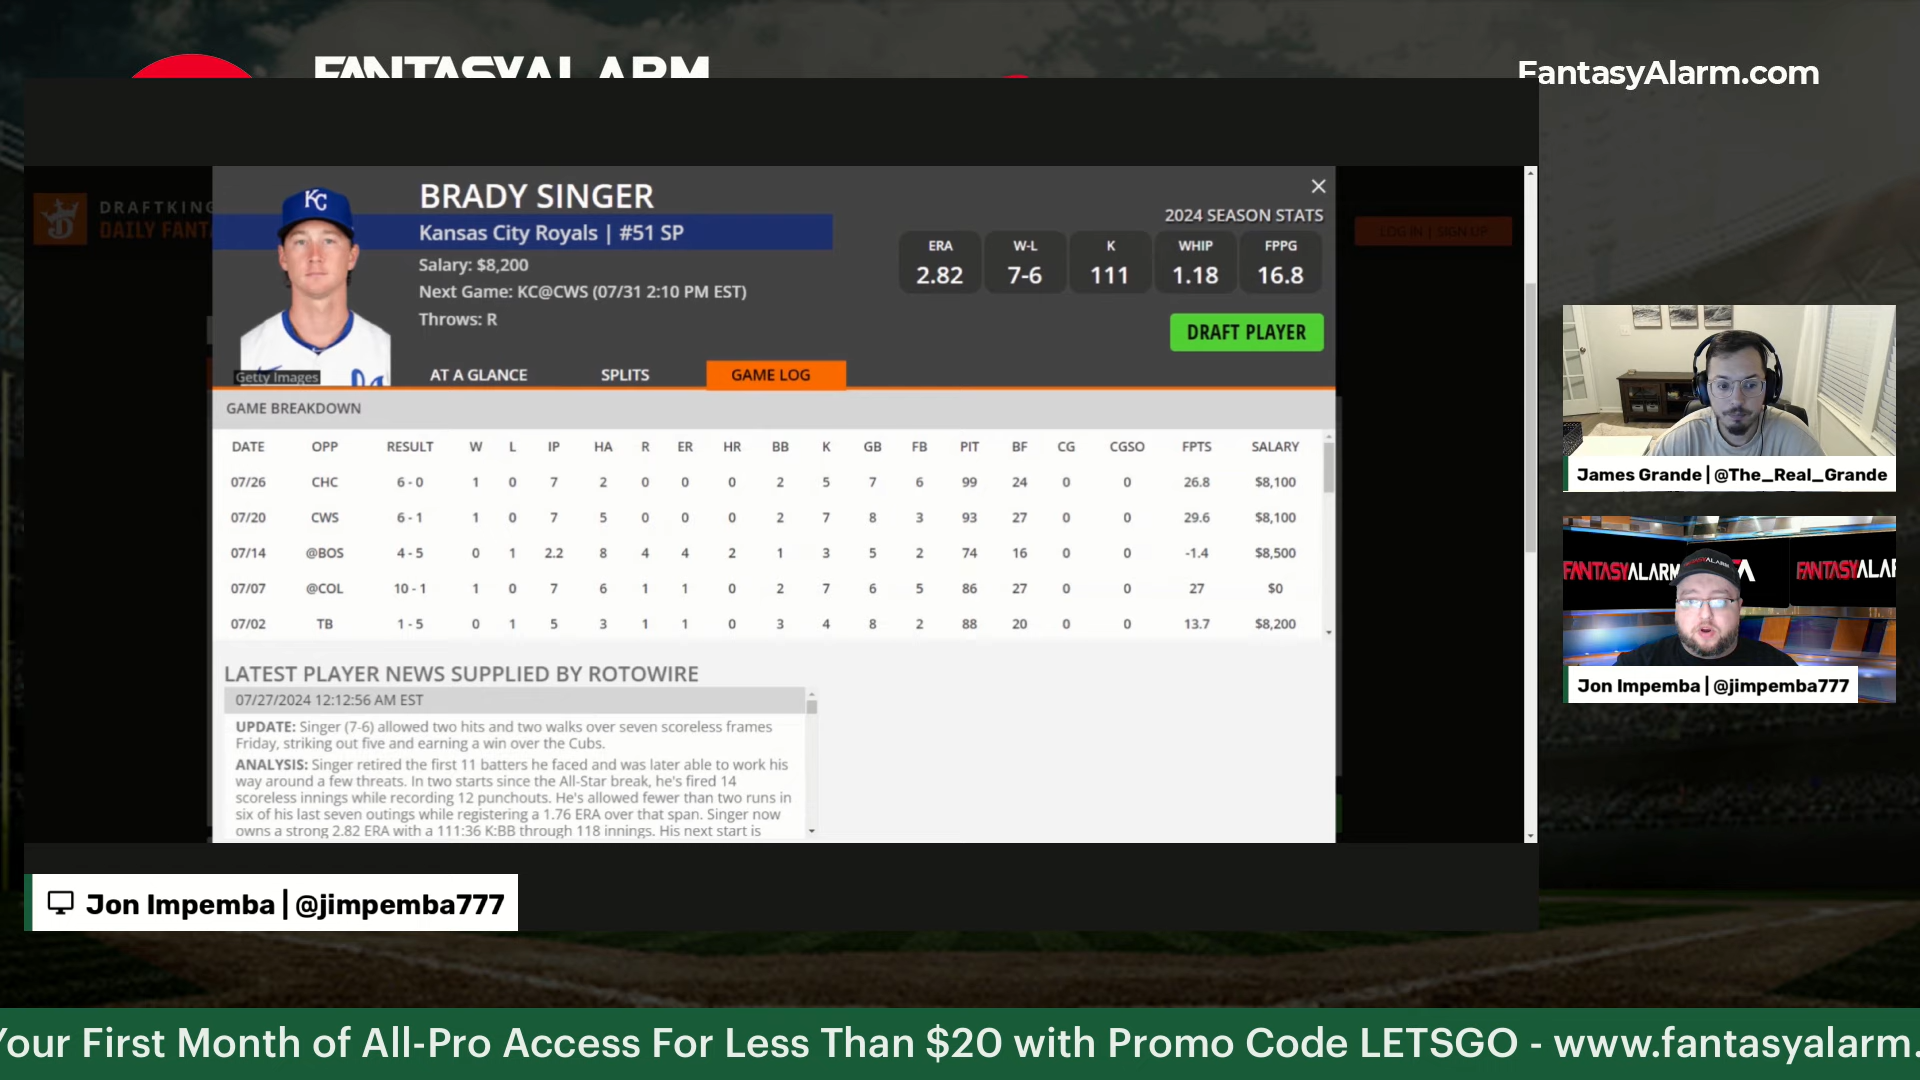 FANTASYALARM
FantasyAlarm.com
DRAFTKING
DAILY FANT
LOG IN | SIGN UP
KC
BRADY SINGER
Kansas City Royals | #51 SP
Salary: $8,200
Next Game: KC@CWS (07/31 2:10 PM EST)
Throws: R
Getty Images
2024 SEASON STATS
ERA W-L K WHIP FPPG
2.82 7-6 111 1.18 16.8
DRAFT PLAYER
AT A GLANCE SPLITS GAME LOG
GAME BREAKDOWN
DATE OPP RESULT W L IP HA R ER HR BB K GB FB PIT BF CG CGSO FPTS SALARY
07/26 CHC 6 - 0 1 0 7 2 0 0 0 2 5 7 6 99 24 0 0 26.8 $8,100
07/20 CWS 6 - 1 1 0 7 5 0 0 0 2 7 8 3 93 27 0 0 29.6 $8,100
07/14 @BOS 4 - 5 0 1 2.2 8 4 4 2 1 3 5 2 74 16 0 0 -1.4 $8,500
07/07 @COL 10 - 1 1 0 7 6 1 1 0 2 7 6 5 86 27 0 0 27 $0
07/02 TB 1 - 5 0 1 5 3 1 1 0 3 4 8 2 88 20 0 0 13.7 $8,200
LATEST PLAYER NEWS SUPPLIED BY ROTOWIRE
07/27/2024 12:12:56 AM EST
UPDATE: Singer (7-6) allowed two hits and two walks over seven scoreless frames
Friday, striking out five and earning a win over the Cubs.
ANALYSIS: Singer retired the first 11 batters he faced and was later able to work his
way around a few threats. In two starts since the All-Star break, he's fired 14
scoreless innings while recording 12 punchouts. He's allowed fewer than two runs in
six of his last seven outings while registering a 1.76 ERA over that span. Singer now
owns a strong 2.82 ERA with a 111:36 K:BB through 118 innings. His next start is
James Grande | @The_Real_Grande
FANTASYALARM
FANTASYALAR
Jon Impemba | @jimpemba777
Jon Impemba | @jimpemba777
Your First Month of All-Pro Access For Less Than $20 with Promo Code LETSGO - www.fantasyalarm.